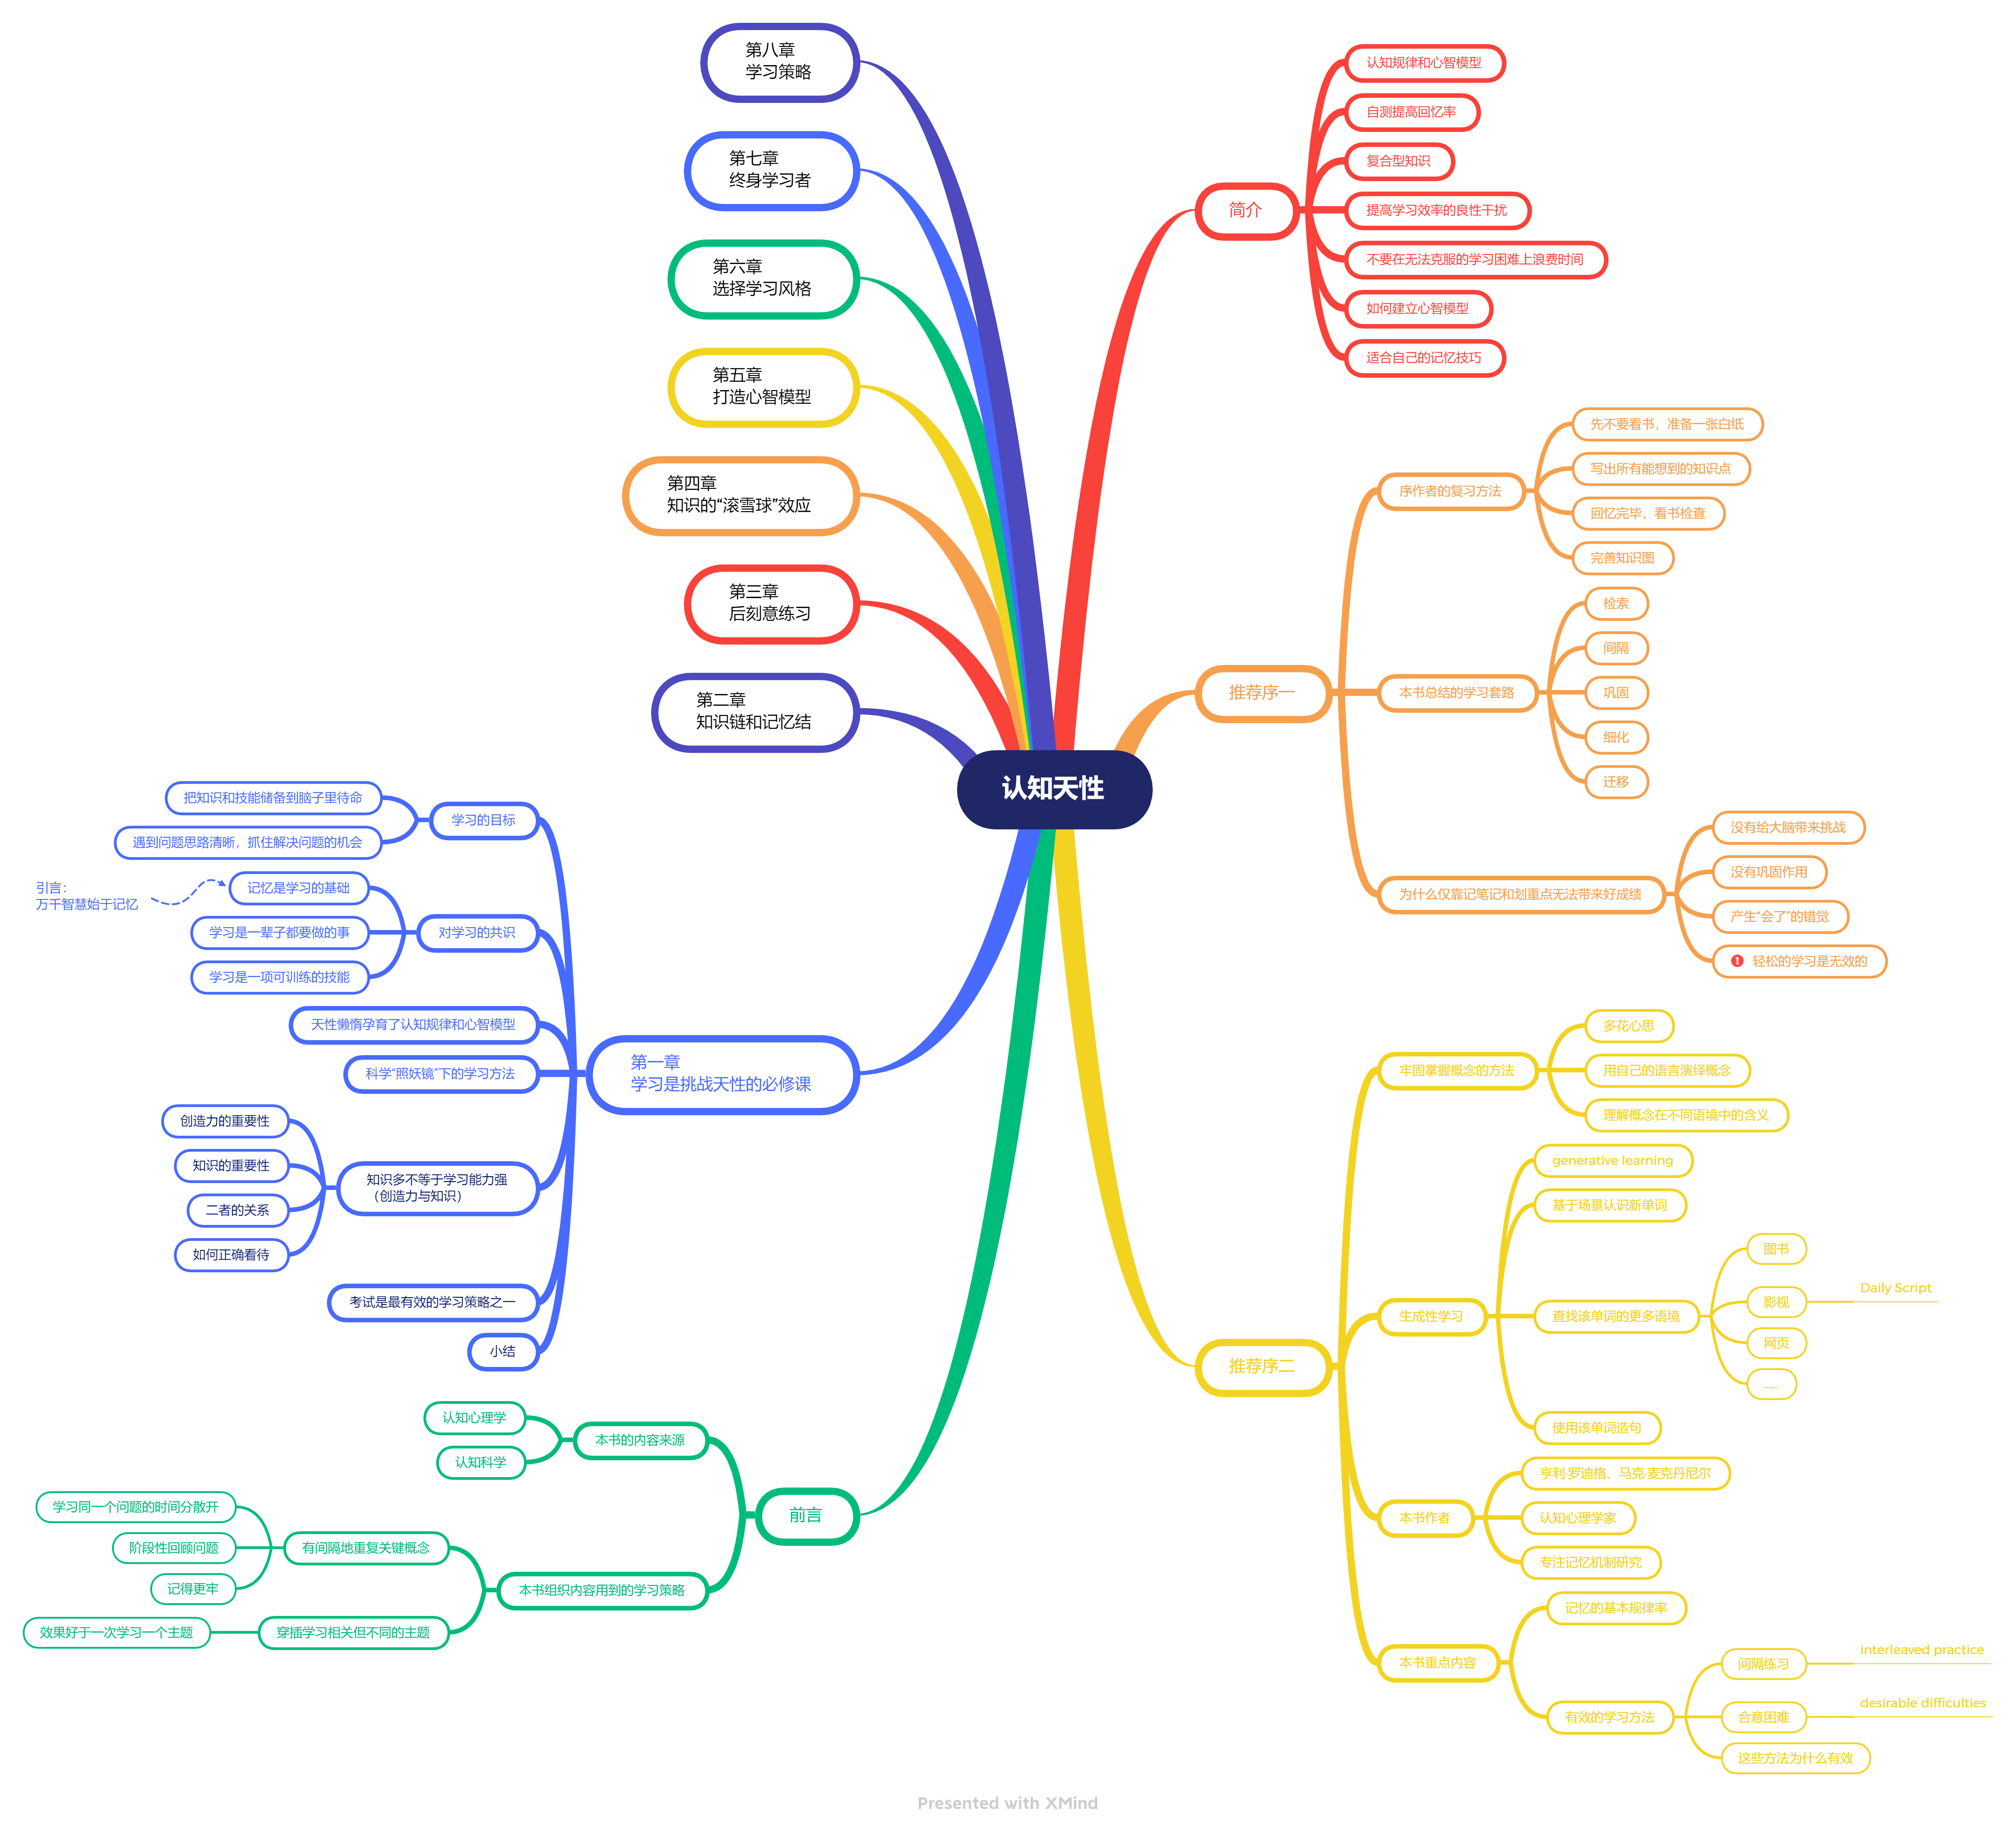 认知天性
简介
认知规律和心智模型
自测提高回忆率
复合型知识
提高学习效率的良性干扰
不要在无法克服的学习困难上浪费时间
如何建立心智模型
适合自己的记忆技巧
推荐序一
序作者的复习方法
先不要看书，准备一张白纸
写出所有能想到的知识点
回忆完毕，看书检查
完善知识图
本书总结的学习套路
检索
间隔
巩固
细化
迁移
为什么仅靠记笔记和划重点无法带来好成绩
没有给大脑带来挑战
没有巩固作用
产生“会了”的错觉
1 轻松的学习是无效的
推荐序二
牢固掌握概念的方法
多花心思
用自己的语言演绎概念
理解概念在不同语境中的含义
生成性学习
generative learning
基于场景认识新单词
查找该单词的更多语境
图书
影视
Daily Script
网页
......
使用该单词造句
本书作者
亨利·罗迪格、马克·麦克丹尼尔
认知心理学家
专注记忆机制研究
本书重点内容
记忆的基本规律率
有效的学习方法
间隔练习
interleaved practice
合意困难
desirable difficulties
这些方法为什么有效
前言
本书的内容来源
认知心理学
认知科学
本书组织内容用到的学习策略
有间隔地重复关键概念
学习同一个问题的时间分散开
阶段性回顾问题
记得更牢
穿插学习相关但不同的主题
效果好于一次学习一个主题
第一章
学习是挑战天性的必修课
学习的目标
把知识和技能储备到脑子里待命
遇到问题思路清晰，抓住解决问题的机会
对学习的共识
记忆是学习的基础
引言：
万千智慧始于记忆
学习是一辈子都要做的事
学习是一项可训练的技能
天性懒惰孕育了认知规律和心智模型
科学“照妖镜”下的学习方法
知识多不等于学习能力强
（创造力与知识）
创造力的重要性
知识的重要性
二者的关系
如何正确看待
考试是最有效的学习策略之一
小结
第二章
知识链和记忆结
第三章
后刻意练习
第四章
知识的“滚雪球”效应
第五章
打造心智模型
第六章
选择学习风格
第七章
终身学习者
第八章
学习策略
Presented with XMind